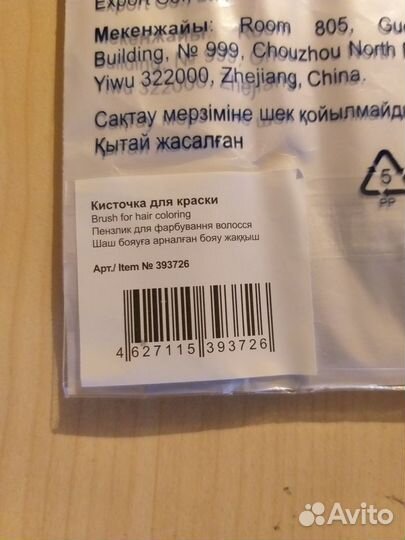 Мекенжайы: Room 805,
Building, № 999, Chouzhou North
Yiwu 322000, Zhejiang, China.
Сақтау мерзіміне шек қойылмайд
Қытай жасалған
5
PP
Кисточка для краски
Brush for hair coloring
Пензлик для фарбування волосся
Шаш бояуға арналған бояу жаққыш
Арт./ Item № 393726
4 627115 393726
Avito